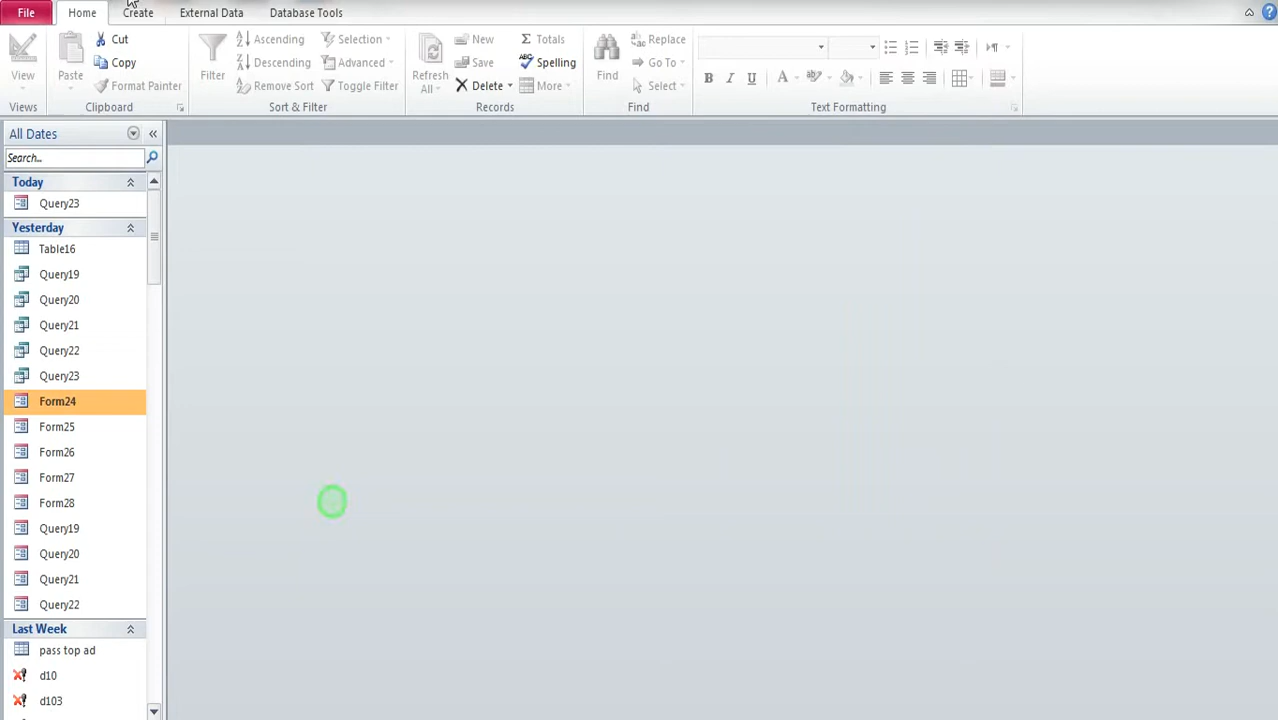 File Home Create External Data Database Tools
View Paste Cut Copy Format Painter Filter Ascending Descending Remove Sort Selection Advanced Toggle Filter Refresh All New Save Delete Totals Spelling More Find Replace Go To Select B I U A
Views Clipboard Sort & Filter Records Find Text Formatting
All Dates
Search...
Today
Query23
Yesterday
Table16
Query19
Query20
Query21
Query22
Query23
Form24
Form25
Form26
Form27
Form28
Query19
Query20
Query21
Query22
Last Week
pass top ad
d10
d103